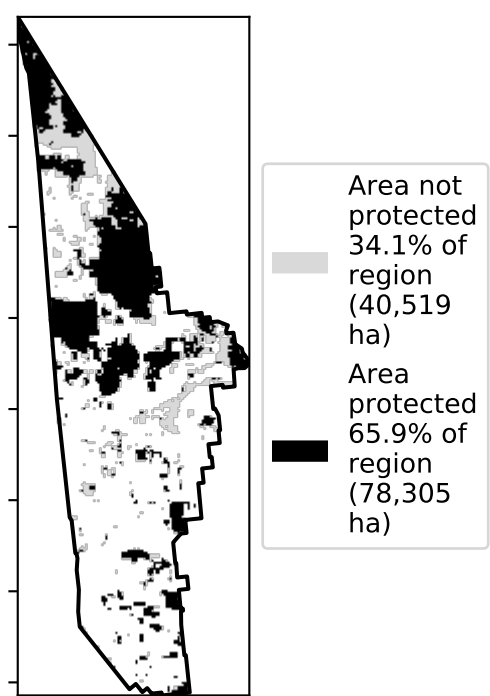 Area not
protected
34.1% of
region
(40,519
ha)
Area
protected
65.9% of
region
(78,305
ha)